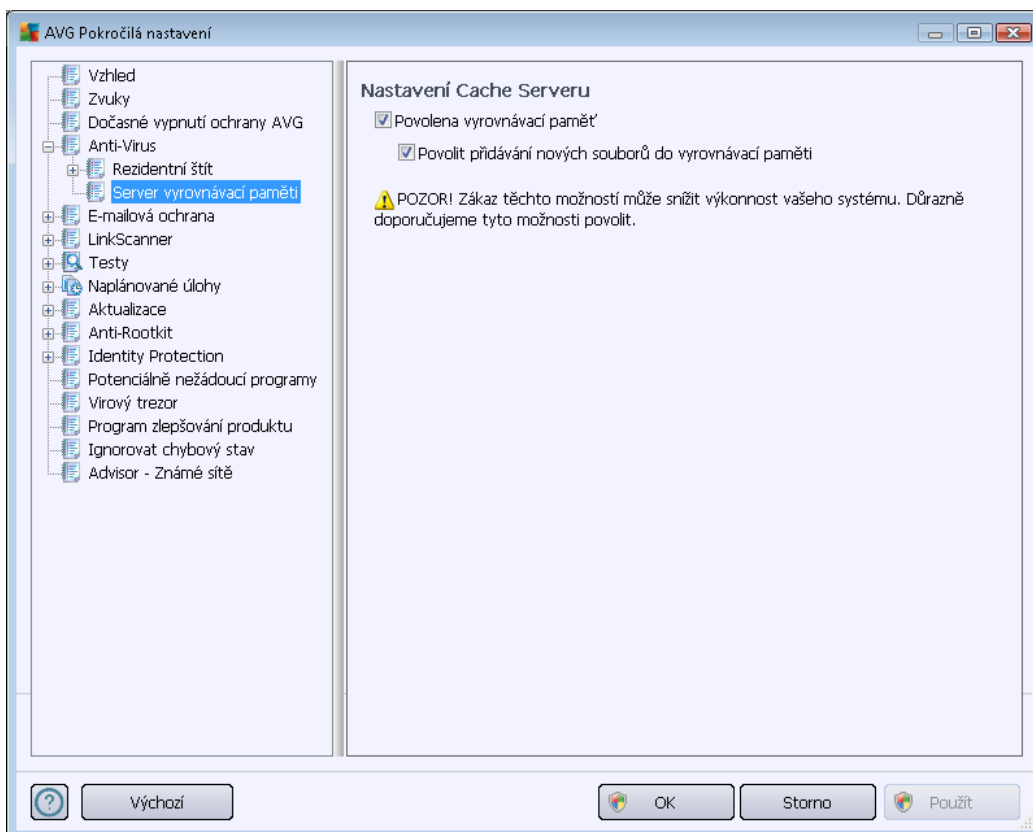 AVG Pokročilá nastavení
Vzhled
Zvuky
Dočasné vypnutí ochrany AVG
Anti-Virus
Rezidentní štít
Server vyrovnávací paměti
E-mailová ochrana
LinkScanner
Testy
Naplánované úlohy
Aktualizace
Anti-Rootkit
Identity Protection
Potenciálně nežádoucí programy
Virový trezor
Program zlepšování produktu
Ignorovat chybový stav
Advisor - Známé sítě
Nastavení Cache Serveru
Povolena vyrovnávací paměť
Povolit přidávání nových souborů do vyrovnávací paměti
POZOR! Zákaz těchto možností může snížit výkonnost vašeho systému. Důrazně
doporučujeme tyto možnosti povolit.
?
Výchozí
OK
Storno
Použít